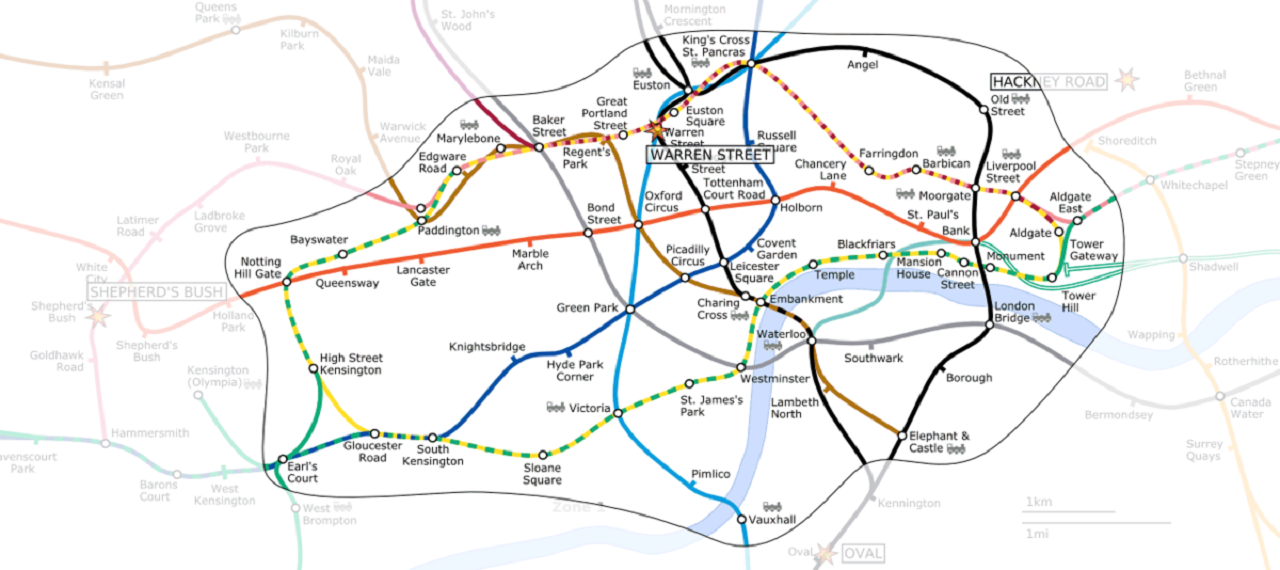 Queens
Park
Kilburn
Park
St. John's
Wood
Mornington
Crescent
Kensal
Green
Maida
Vale
Warwick
Avenue
Westbourne
Park
Royal
Oak
Latimer
Road
Ladbroke
Grove
White
City
SHEPHERD'S BUSH
Shepherd's
Bush
Holland
Park
Shepherd's
Bush
Goldhawk
Road
Kensington
(Olympia)
Hammersmith
avenscourt
Park
Barons
Court
West
Kensington
West
Brompton
Earl's
Court
Gloucester
Road
South
Kensington
High Street
Kensington
Notting
Hill Gate
Bayswater
Queensway
Lancaster
Gate
Marble
Arch
Paddington
Edgware
Road
Marylebone
Baker
Street
Great
Portland
Street
Regent's
Park
Euston
King's Cross
St. Pancras
Euston
Square
Warren
Street
WARREN STREET
Street
Russell
Square
Angel
Old
Street
HACKNEY ROAD
Bethnal
Green
Shoreditch
Stepney
Green
Whitechapel
Farringdon
Barbican
Liverpool
Street
Moorgate
Chancery
Lane
Holborn
Tottenham
Court Road
Oxford
Circus
Bond
Street
St. Paul's
Bank
Aldgate
East
Aldgate
Tower
Gateway
Tower
Hill
Monument
Cannon
Street
Mansion
House
Blackfriars
Temple
Covent
Garden
Leicester
Square
Picadilly
Circus
Charing
Cross
Embankment
Green Park
Knightsbridge
Hyde Park
Corner
Victoria
St. James's
Park
Westminster
Waterloo
Southwark
London
Bridge
Borough
Lambeth
North
Elephant &
Castle
Sloane
Square
Pimlico
Vauxhall
Zone 1
Kennington
Oval
OVAL
Bermondsey
Canada
Water
Surrey
Quays
Rotherhithe
Wapping
Shadwell
1km
1mi